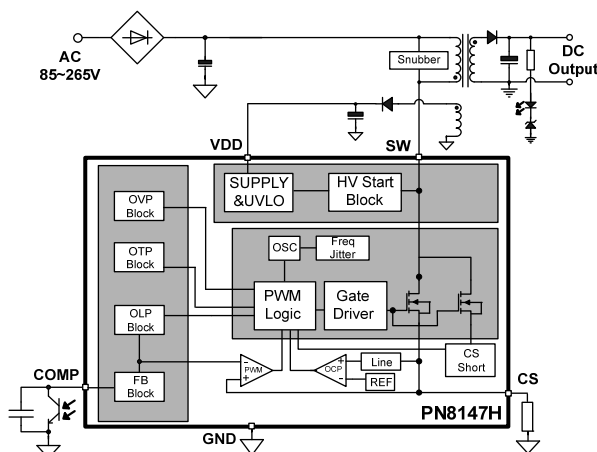 AC
85~265V
Snubber
DC
Output
VDD
SW
SUPPLY
&UVLO
HV Start
Block
OVP
Block
OTP
Block
OSC
Freq
Jitter
PWM
Logic
Gate
Driver
OLP
Block
COMP
FB
Block
-
PWM
+
+
OCP
-
Line
REF
CS
Short
CS
PN8147H
GND